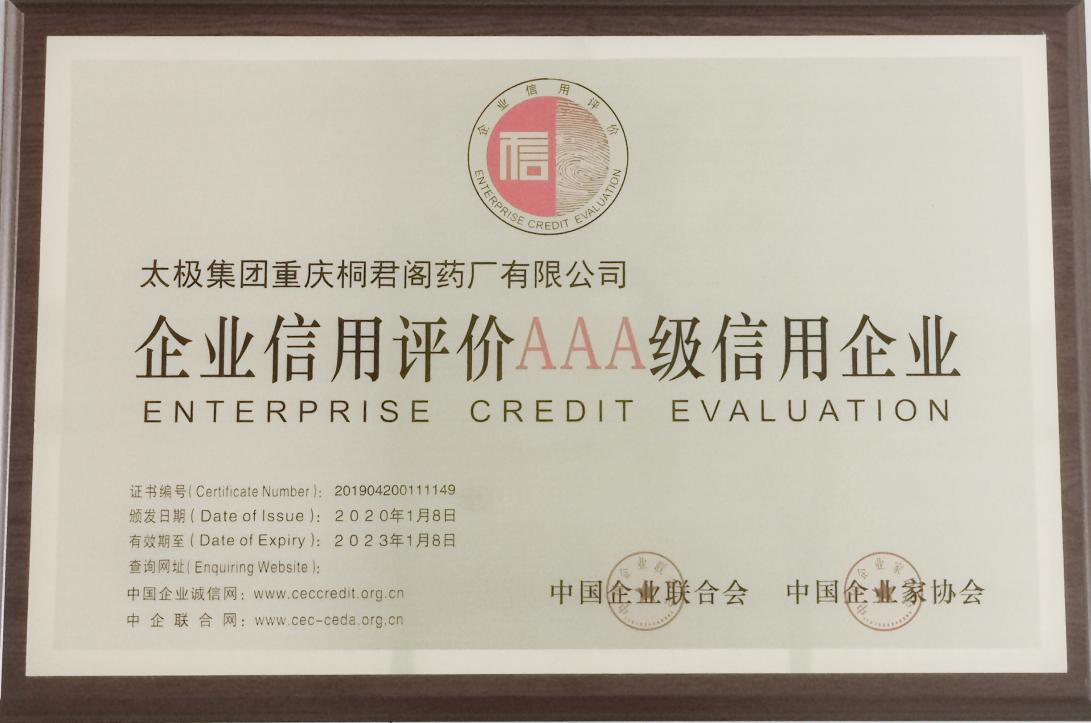 企业信用评价
信
ENTERPRISE CREDIT EVALUATION
太极集团重庆桐君阁药厂有限公司
企业信用评价AAA级信用企业
ENTERPRISE CREDIT EVALUATION
证书编号(Certificate Number): 201904200111149
颁发日期(Date of Issue): 2020年1月8日
有效期至(Date of Expiry): 2023年1月8日
查询网址(Enquiring Website):
中国企业诚信网: www.ceccredit.org.cn
中企联合网: www.cec-ceda.org.cn
中国企业联合会 中国企业家协会